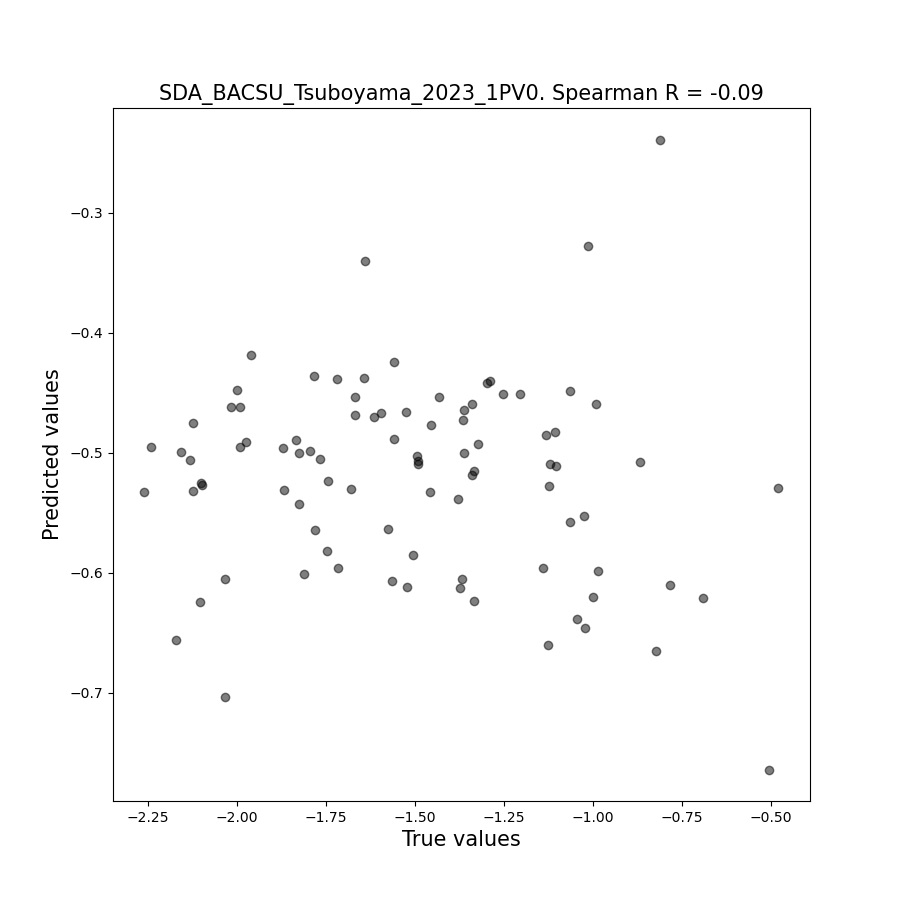 SDA_BACSU_Tsuboyama_2023_1PV0. Spearman R = -0.09
Predicted values
−0.3
−0.4
−0.5
−0.6
−0.7
−2.25 −2.00 −1.75 −1.50 −1.25 −1.00 −0.75 −0.50
True values